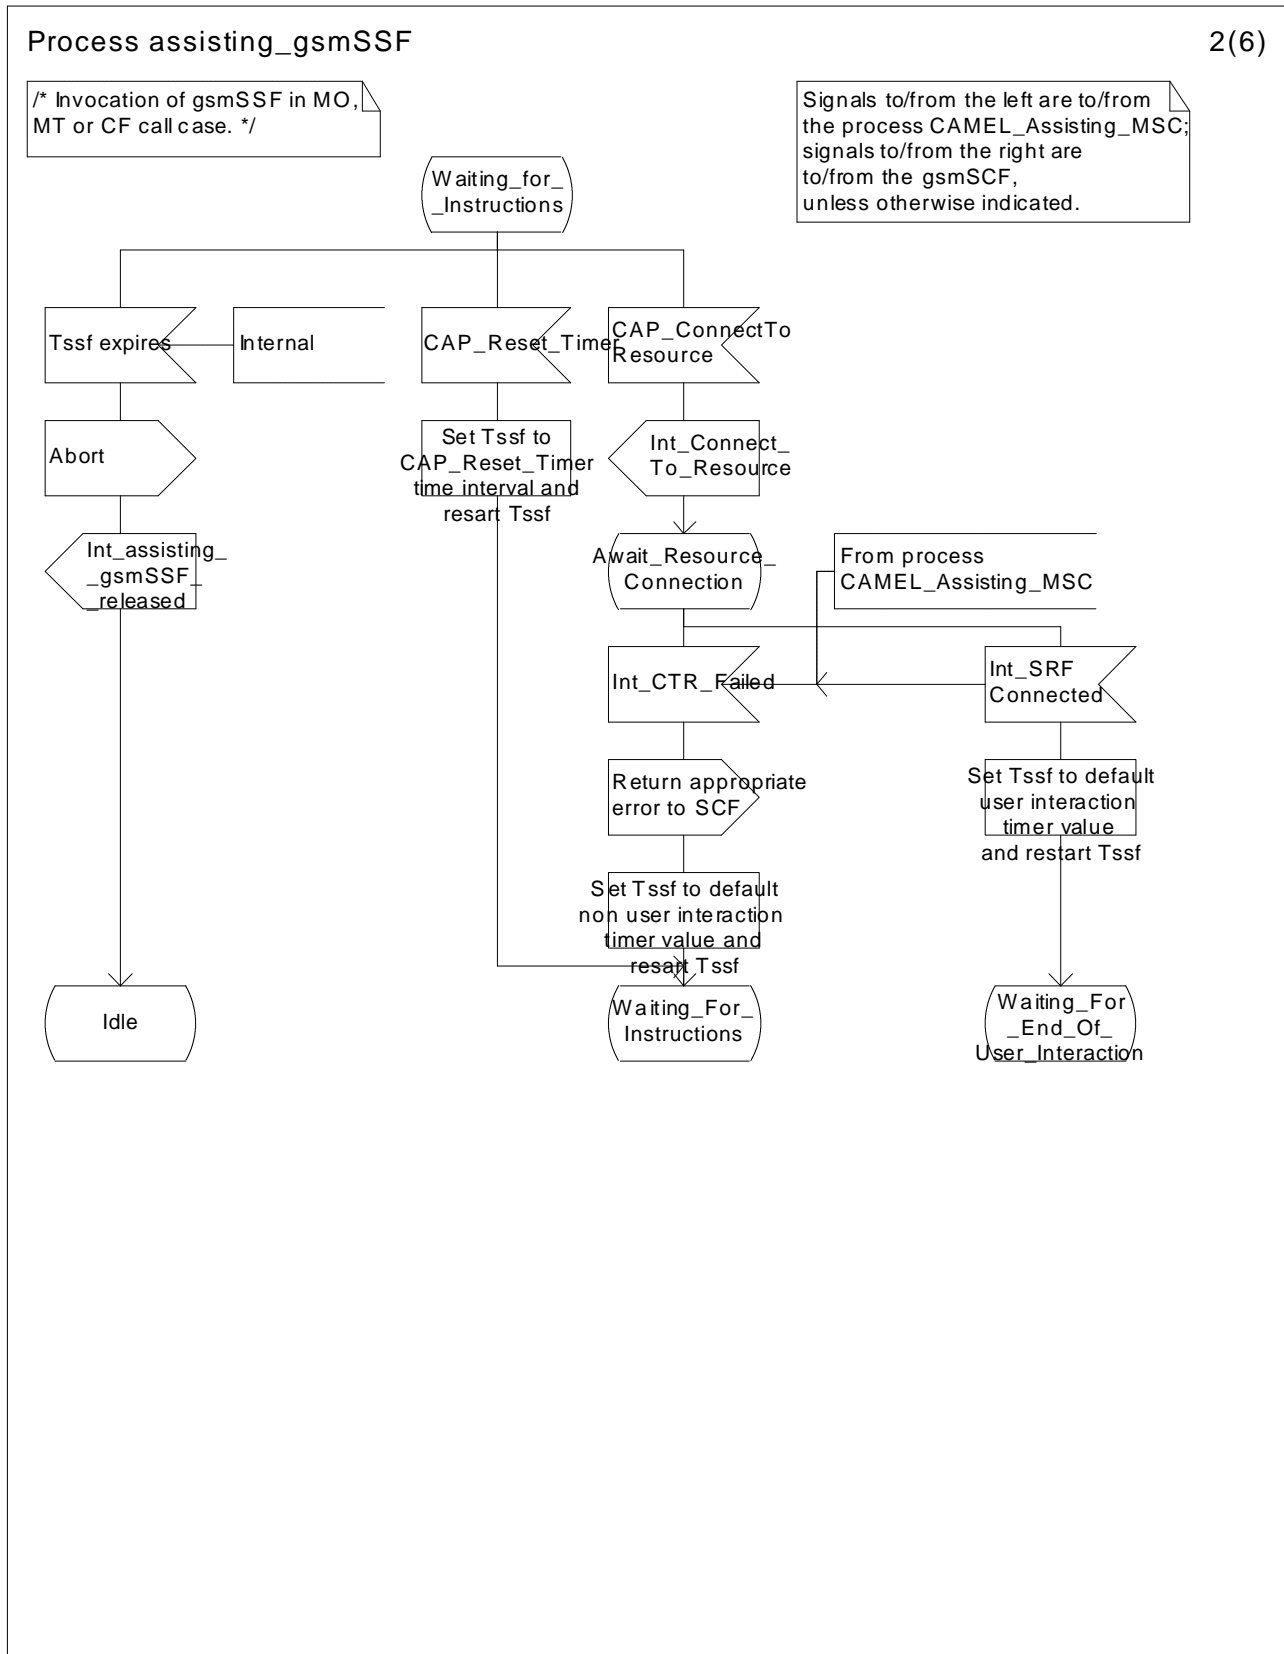 Process assisting_gsmSSF
2(6)
/* Invocation of gsmSSF in MO,
MT or CF call case. */
Signals to/from the left are to/from
the process CAMEL_Assisting_MSC;
signals to/from the right are
to/from the gsmSCF,
unless otherwise indicated.
Waiting_for_
_Instructions
Tssf expires
Internal
CAP_Reset_Timer
CAP_ConnectTo
Resource
Abort
Set Tssf to
CAP_Reset_Timer
time interval and
resart Tssf
Int_Connect_
To_Resource
Int_assisting_
_gsmSSF_
_released
Await_Resource_
Connection
From process
CAMEL_Assisting_MSC
Int_CTR_Failed
Int_SRF
Connected
Return appropriate
error to SCF
Set Tssf to default
user interaction
timer value
and restart Tssf
Set Tssf to default
non user interaction
timer value and
resart Tssf
Idle
Waiting_For_
Instructions
Waiting_For
_End_Of_
User_Interaction